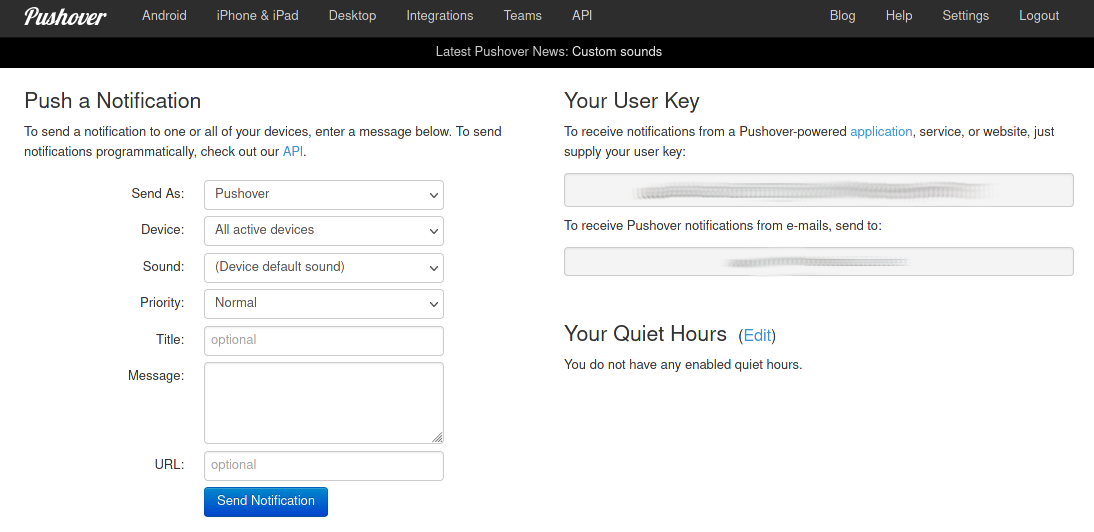 Pushover Android iPhone & iPad Desktop Integrations Teams API Blog Help Settings Logout
Latest Pushover News: Custom sounds
Push a Notification
To send a notification to one or all of your devices, enter a message below. To send
notifications programmatically, check out our API.
Send As: Pushover
Device: All active devices
Sound: (Device default sound)
Priority: Normal
Title: optional
Message:
URL: optional
Send Notification
Your User Key
To receive notifications from a Pushover-powered application, service, or website, just
supply your user key:
To receive Pushover notifications from e-mails, send to:
Your Quiet Hours (Edit)
You do not have any enabled quiet hours.